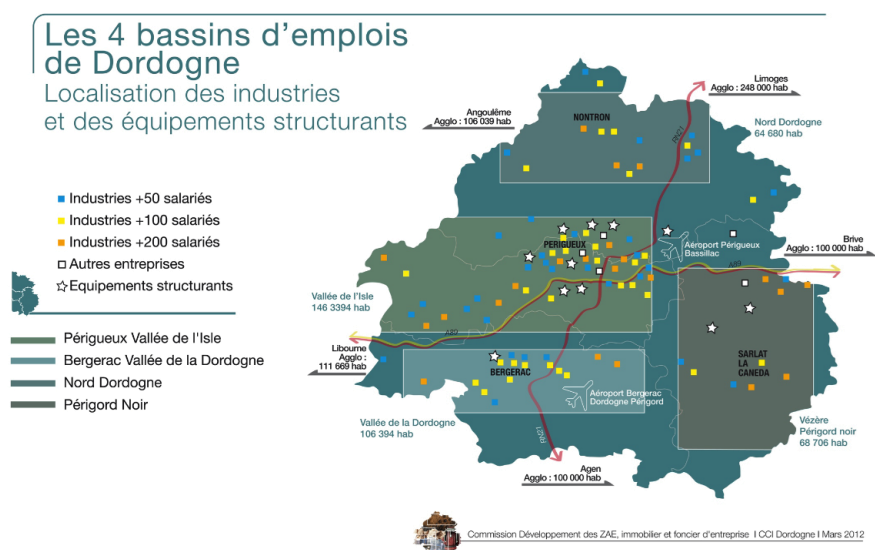 Les 4 bassins d'emplois
de Dordogne
Localisation des industries
et des équipements structurants
Industries +50 salariés
Industries +100 salariés
Industries +200 salariés
Autres entreprises
Equipements structurants
Périgueux Vallée de l'Isle
Bergerac Vallée de la Dordogne
Nord Dordogne
Périgord Noir
Limoges
Agglo : 248 000 hab
Angoulême
Agglo : 106 039 hab
NONTRON
RN21
Nord Dordogne
64 680 hab
PERIGUEUX
Aéroport Périgueux
Bassillac
Brive
Agglo : 100 000 hab
A89
Vallée de l'Isle
146 3394 hab
A89
Libourne
Agglo :
111 669 hab
BERGERAC
SARLAT
LA
CANEDA
Aéroport Bergerac
Dordogne Périgord
Vallée de la Dordogne
106 394 hab
RN21
Vézère
Périgord noir
68 706 hab
Agen
Agglo : 100 000 hab
Commission Développement des ZAE, immobilier et foncier d'entreprise I CCI Dordogne I Mars 2012